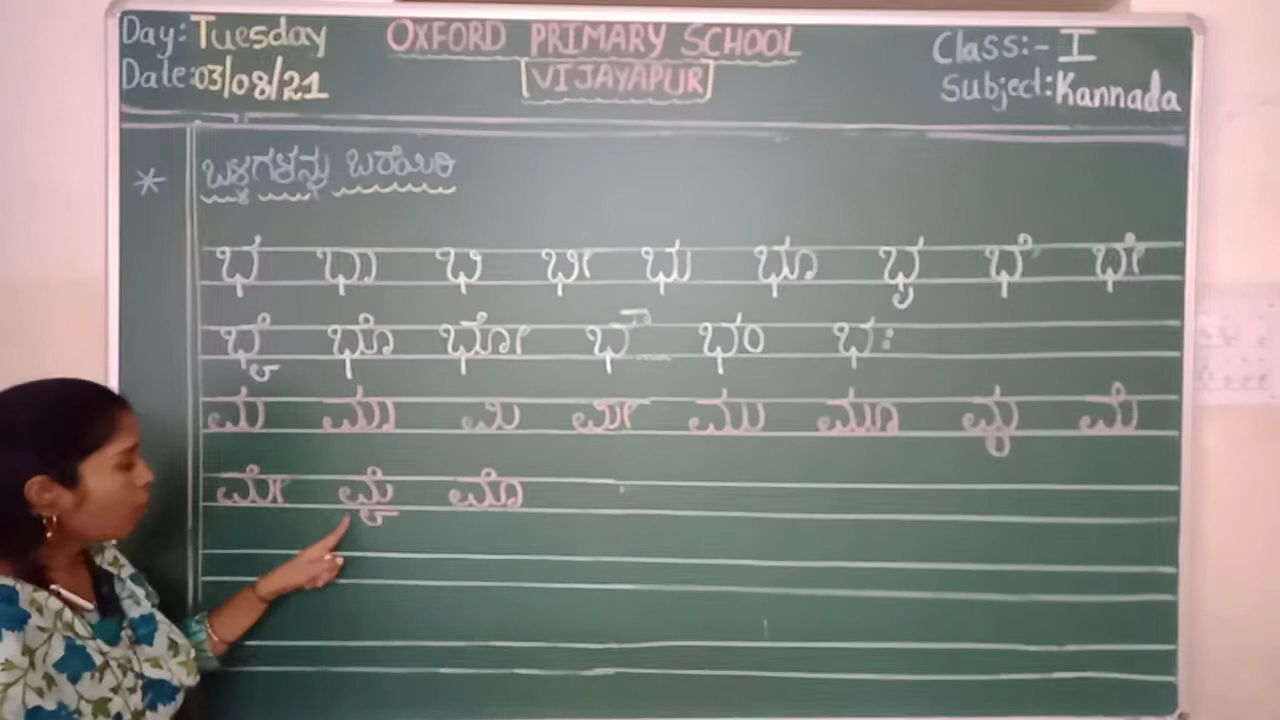 Day: Tuesday
OXFORD PRIMARY SCHOOL
Class:- I
Date: 03/08/21
VIJAYAPUR
Subject: Kannada
* ಬಳ್ಳಿಗಳನ್ನು ಬರೆಯಿರಿ
ಭ ಭಾ ಭಿ ಭೀ ಭು ಭೂ ಭೃ ಭೆ ಭೇ
ಭೈ ಭೊ ಭೋ ಭೌ ಭಂ ಭಃ
ಮ ಮಾ ಮಿ ಮೀ ಮು ಮೂ ಮೃ ಮೆ
ಮೇ ಮೈ ಮೊ